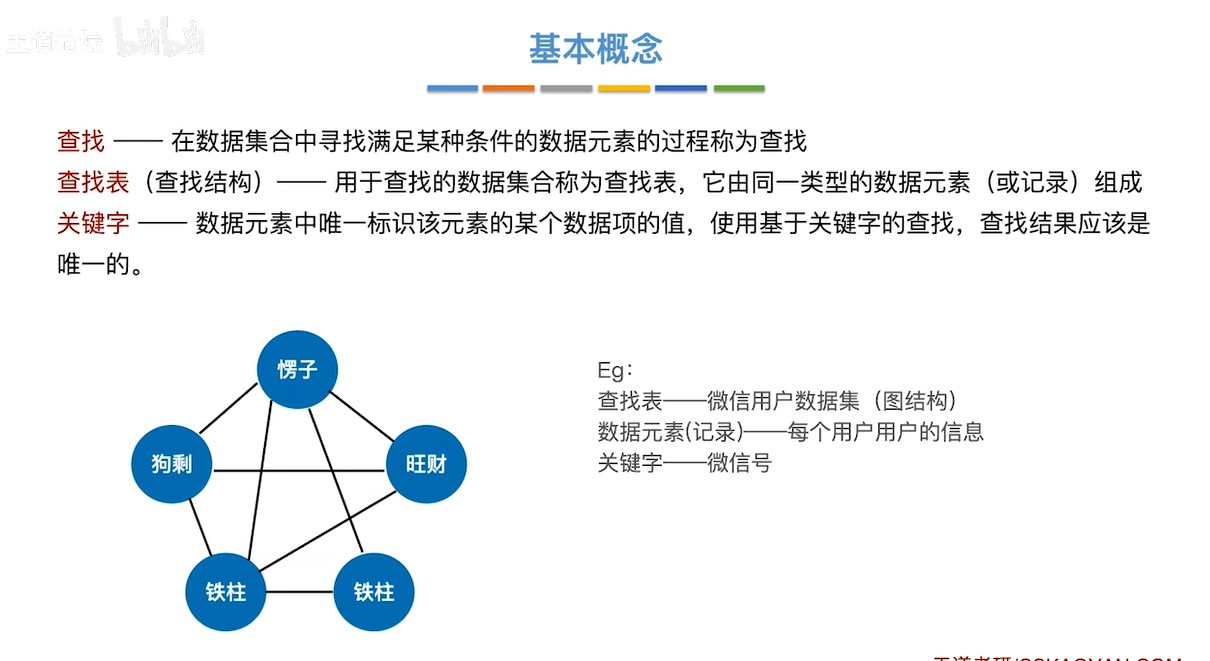 王道论坛 bilibili
基本概念
查找 —— 在数据集合中寻找满足某种条件的数据元素的过程称为查找
查找表（查找结构）—— 用于查找的数据集合称为查找表，它由同一类型的数据元素（或记录）组成
关键字 —— 数据元素中唯一标识该元素的某个数据项的值，使用基于关键字的查找，查找结果应该是
唯一的。
愣子
狗剩
旺财
铁柱
铁柱
Eg：
查找表——微信用户数据集（图结构）
数据元素(记录)——每个用户用户的信息
关键字——微信号
王道考研/CSKAOYAN.COM